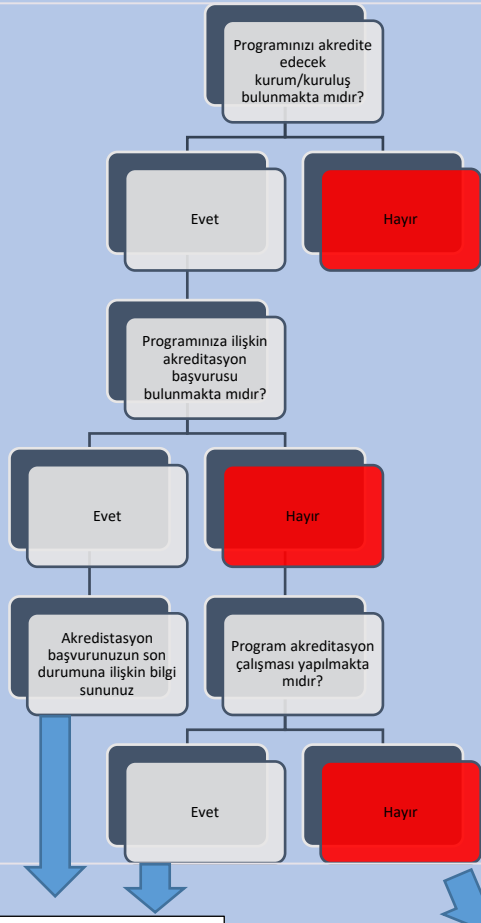 Programınızı akredite
edecek
kurum/kuruluş
bulunmakta mıdır?
Evet
Hayır
Programınıza ilişkin
akreditasyon
başvurusu
bulunmakta mıdır?
Evet
Hayır
Akredistasyon
başvurunuzun son
durumuna ilişkin bilgi
sununuz
Program akreditasyon
çalışması yapılmakta
mıdır?
Evet
Hayır